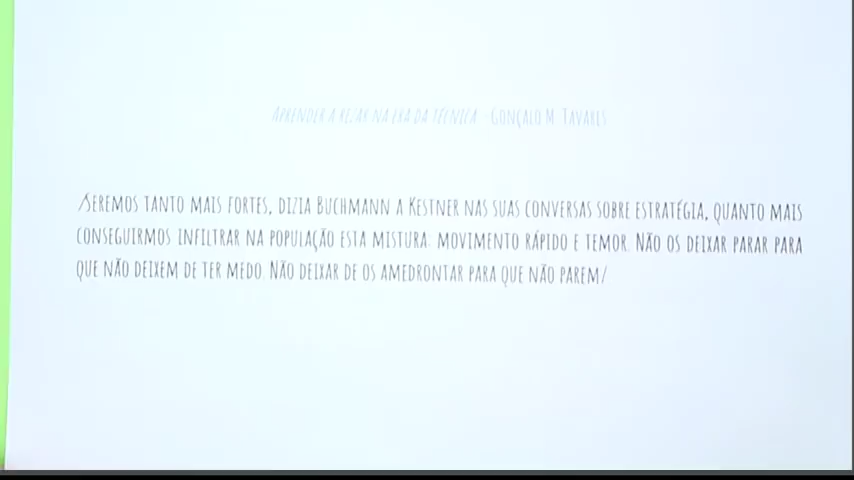 APRENDER A REZAR NA ERA DA TÉCNICA - GONÇALO M. TAVARES
/SEREMOS TANTO MAIS FORTES, DIZIA BUCHMANN A KESTNER NAS SUAS CONVERSAS SOBRE ESTRATÉGIA, QUANTO MAIS
CONSEGUIRMOS INFILTRAR NA POPULAÇÃO ESTA MISTURA: MOVIMENTO RÁPIDO E TEMOR. NÃO OS DEIXAR PARAR PARA
QUE NÃO DEIXEM DE TER MEDO. NÃO DEIXAR DE OS AMEDRONTAR PARA QUE NÃO PAREM/